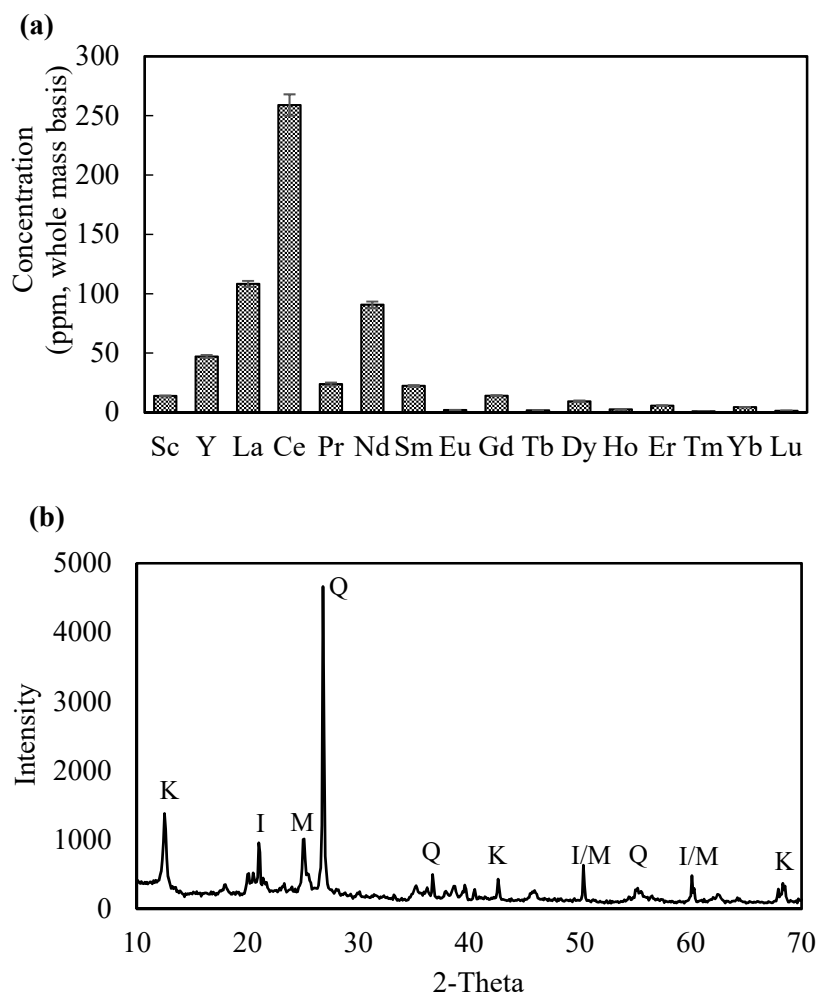 (a)
Concentration
(ppm, whole mass basis)
300
250
200
150
100
50
0
Sc Y La Ce Pr Nd Sm Eu Gd Tb Dy Ho Er Tm Yb Lu
(b)
Intensity
5000
4000
3000
2000
1000
0
K
I
M
Q
Q
K
I/M
Q
I/M
K
10 20 30 40 50 60 70
2-Theta